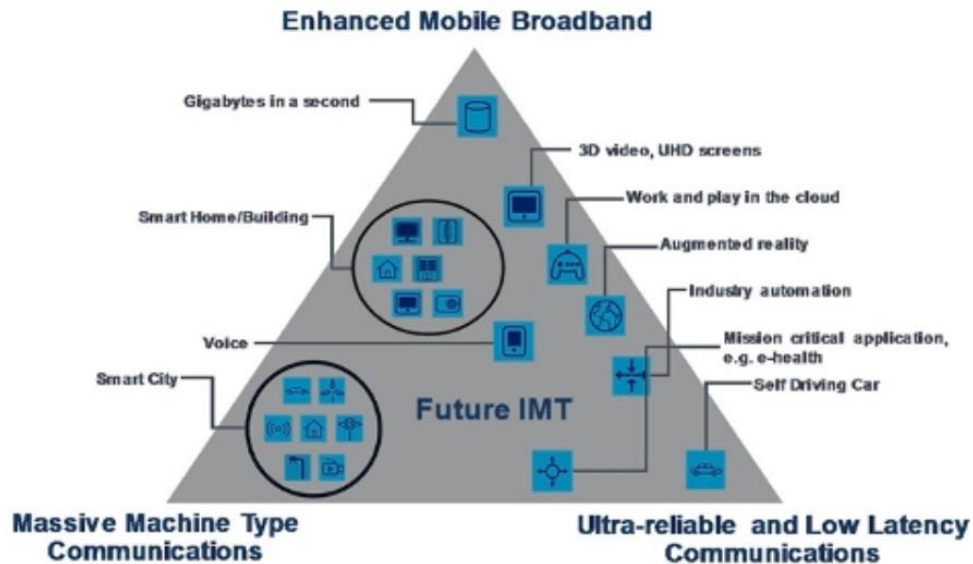 Enhanced Mobile Broadband
Gigabytes in a second
3D video, UHD screens
Work and play in the cloud
Smart Home/Building
Augmented reality
Industry automation
Mission critical application,
e.g. e-health
Voice
Smart City
Self Driving Car
Future IMT
Massive Machine Type
Communications
Ultra-reliable and Low Latency
Communications